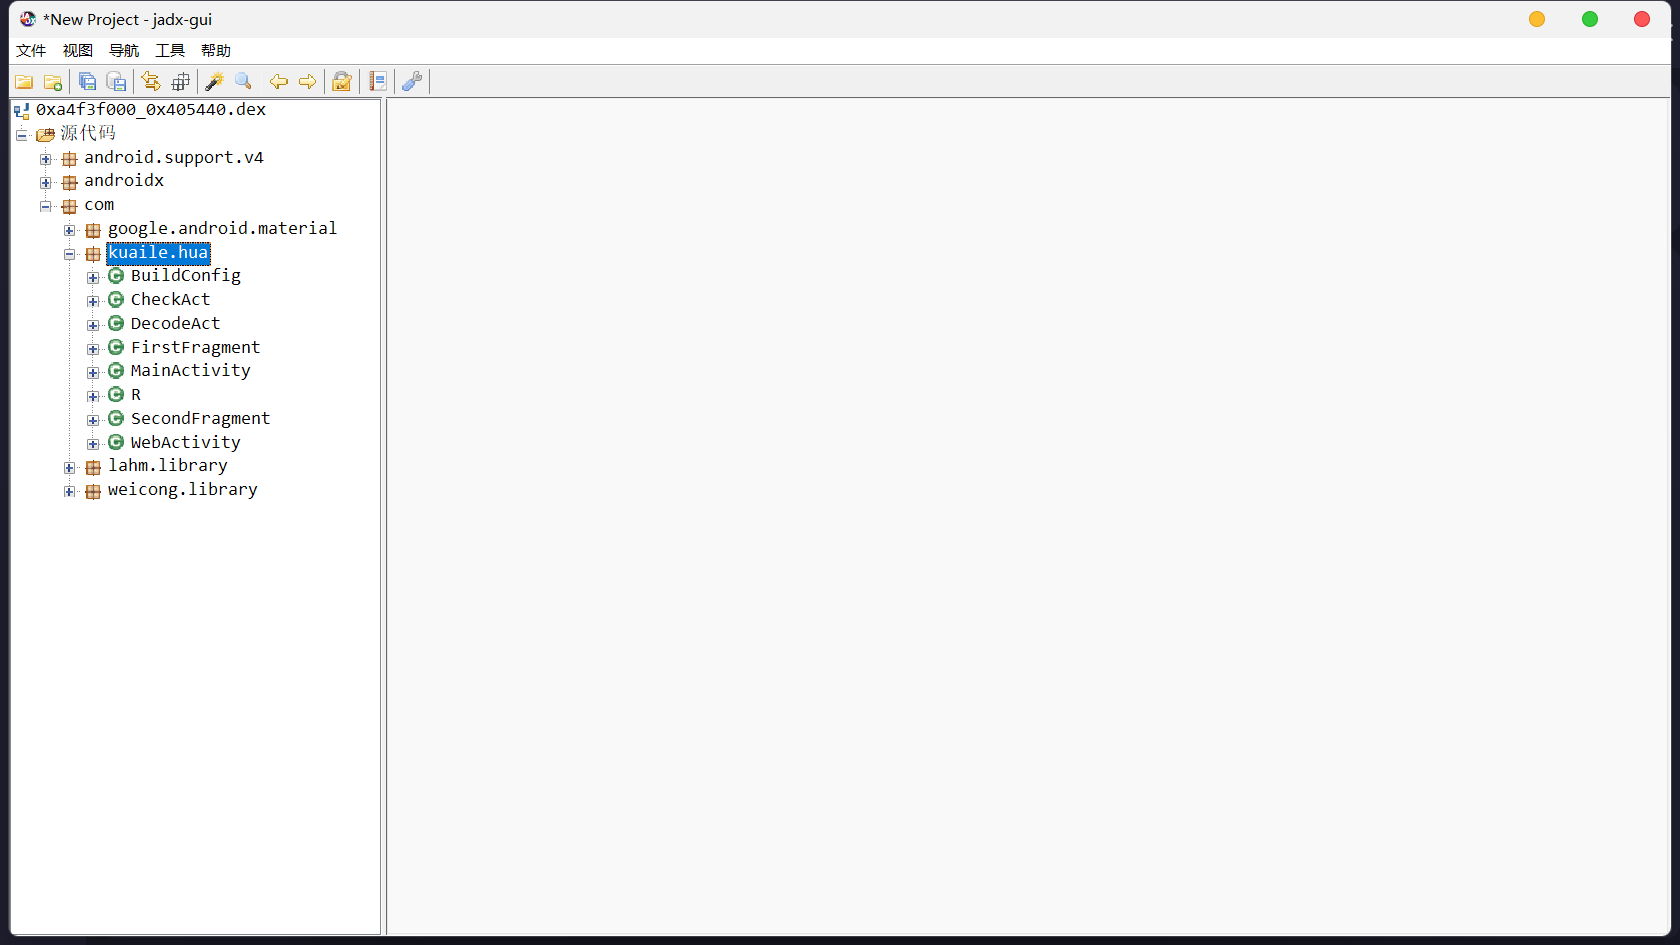 *New Project - jadx-gui
文件 视图 导航 工具 帮助
0xa4f3f000_0x405440.dex
源代码
android.support.v4
androidx
com
google.android.material
kuaile.hua
BuildConfig
CheckAct
DecodeAct
FirstFragment
MainActivity
R
SecondFragment
WebActivity
lahm.library
weicong.library